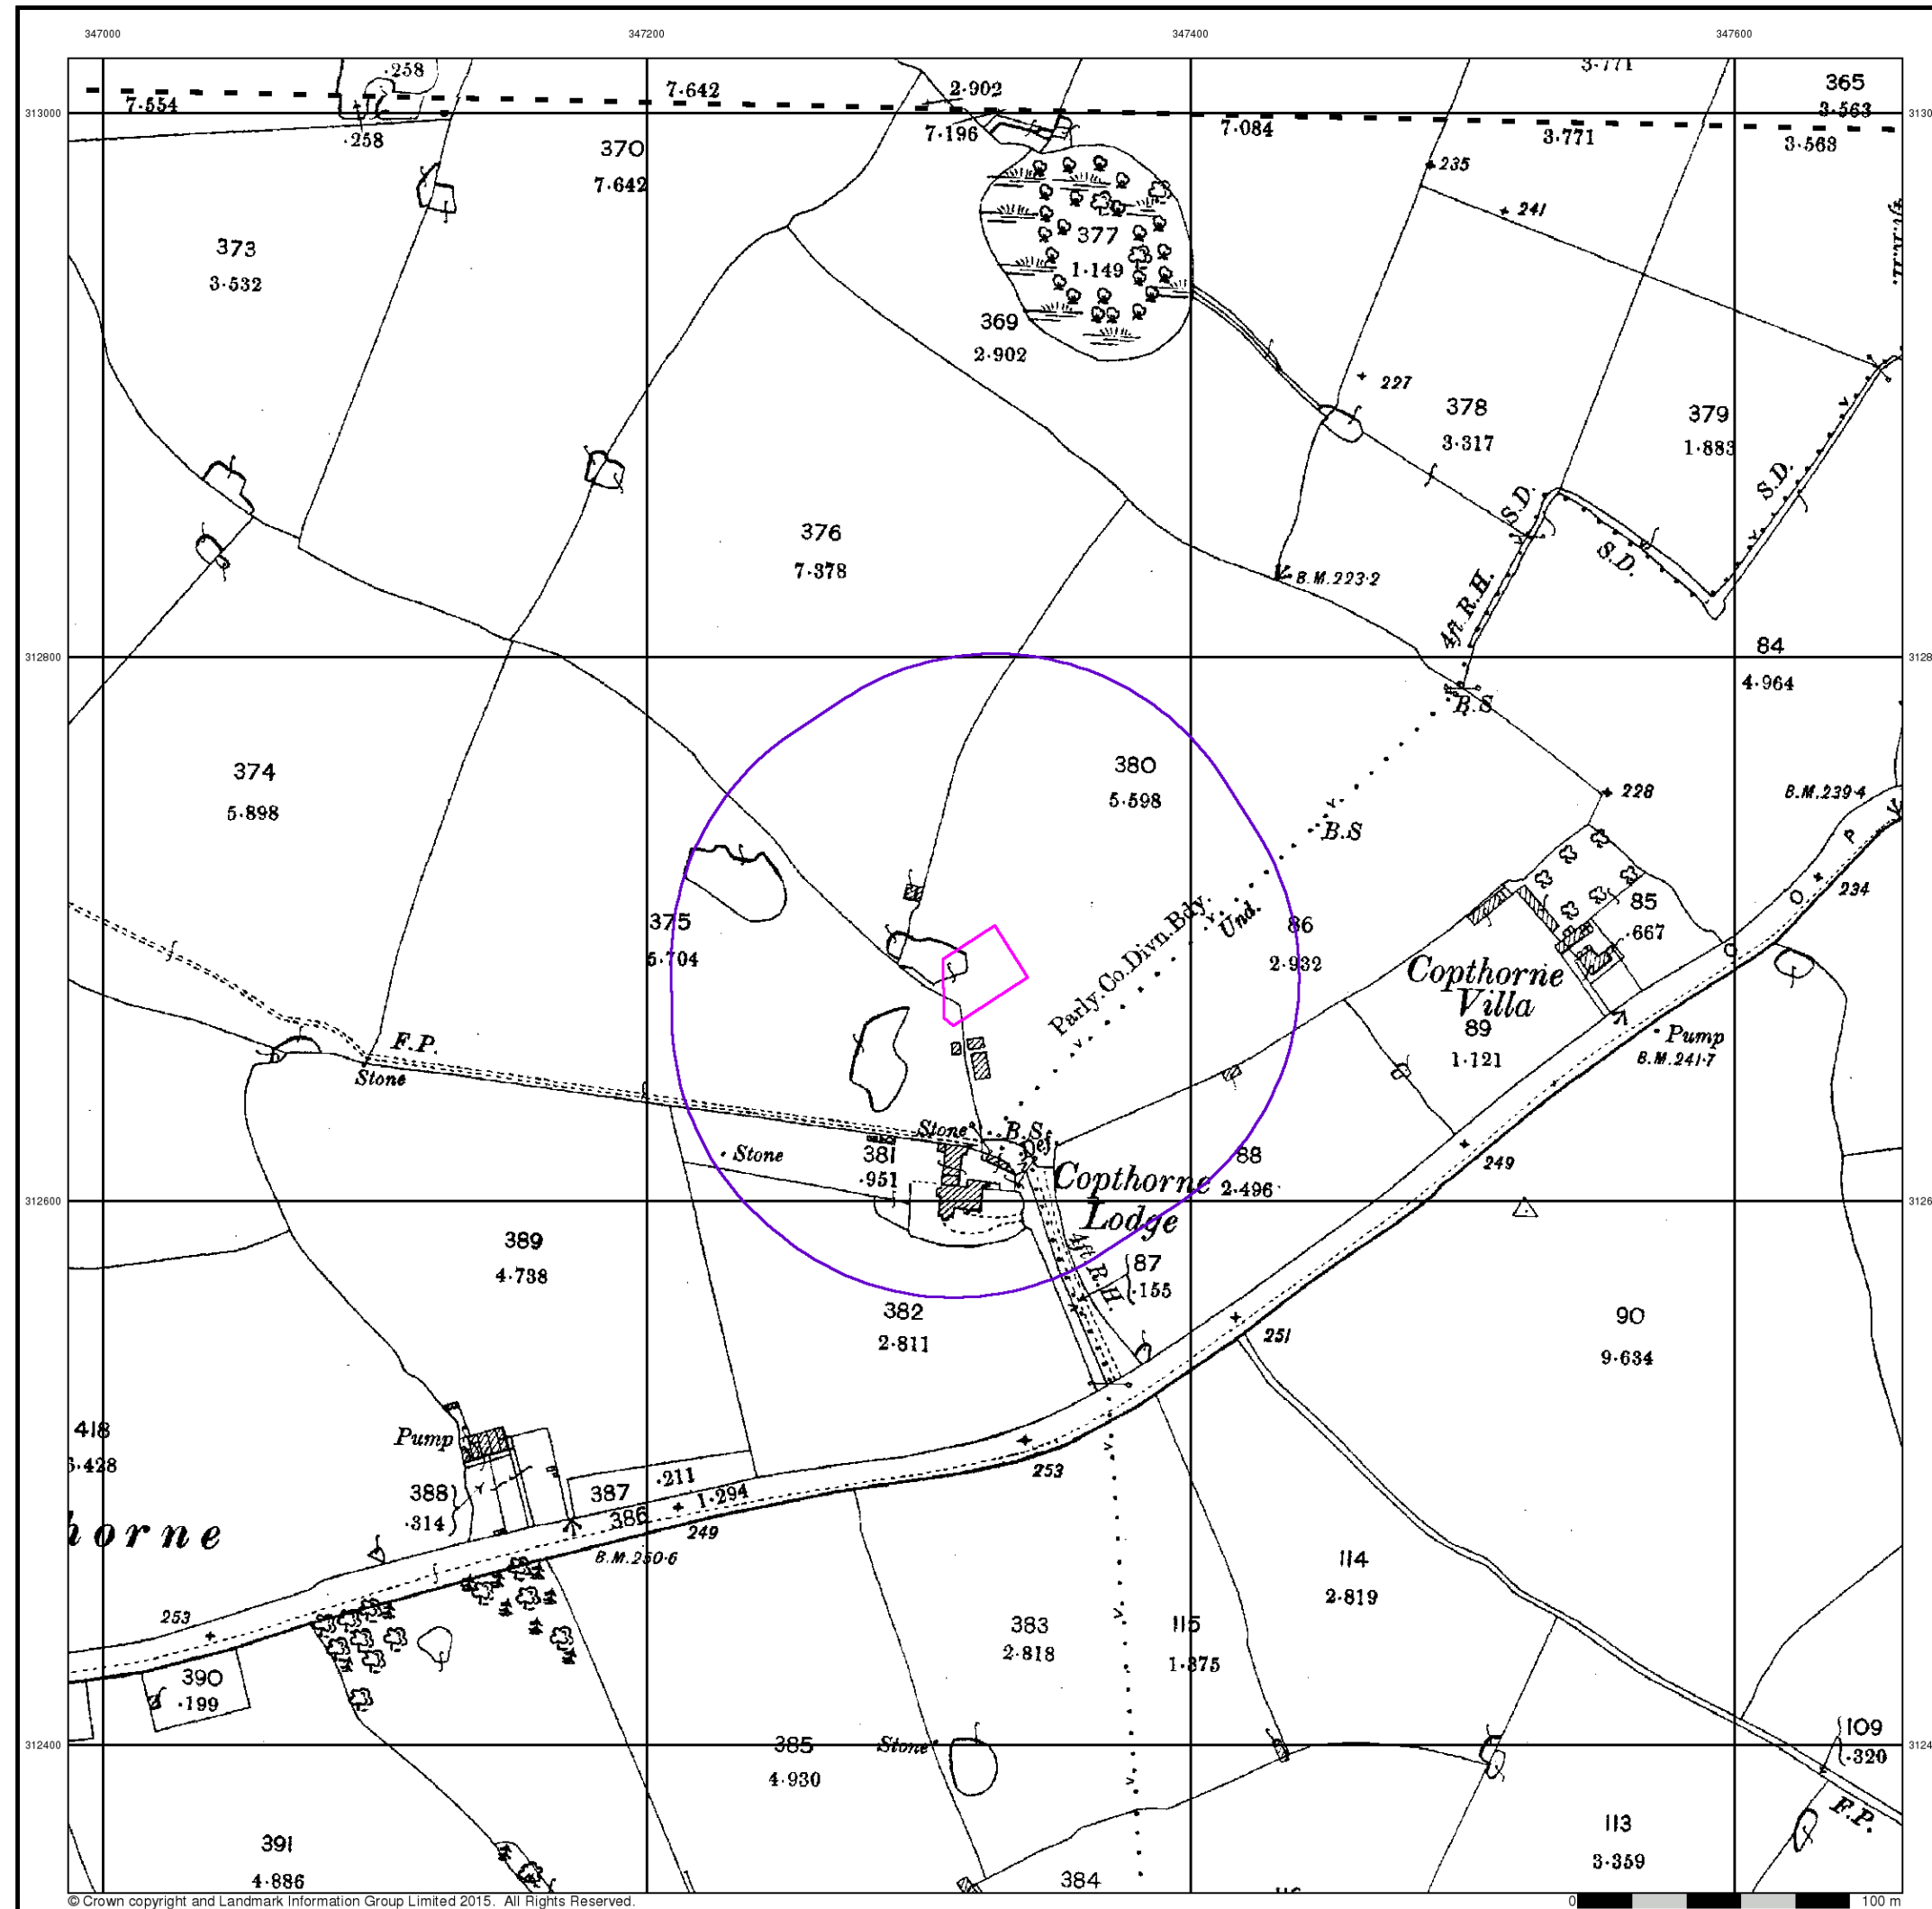 347000
347200
347400
347600
313000
312800
312600
312400
.258
7.554
7.642
2.902
3.771
365
3.563
.258
370
7.642
7.196
7.084
3.771
3.563
235
241
373
3.532
377
1.149
369
2.902
227
378
3.317
379
1.883
S.D.
S.D.
S.D.
376
7.378
B.M.223.2
4ft.R.H.
84
4.964
B.S
374
5.898
380
5.598
228
B.M.239.4
B.S
375
5.704
Parly.Co.Divn.Bdy.
Und.
86
2.932
85
.667
234
C
O
P
Copthorne
Villa
89
1.121
Pump
B.M.241.7
F.P.
Stone
Stone
B.S.
Def.
381
.951
Stone
Copthorne
Lodge
88
2.496
249
389
4.738
4ft R.H.
87
.155
382
2.811
251
90
9.634
418
Pump
388
.314
387
.211
386
1.294
249
B.M.250.6
253
horne
253
114
2.819
383
2.818
115
1.375
390
.199
385
4.930
Stone
109
.320
F.P.
391
4.886
384
113
3.359
© Crown copyright and Landmark Information Group Limited 2015. All Rights Reserved.
0
100 m